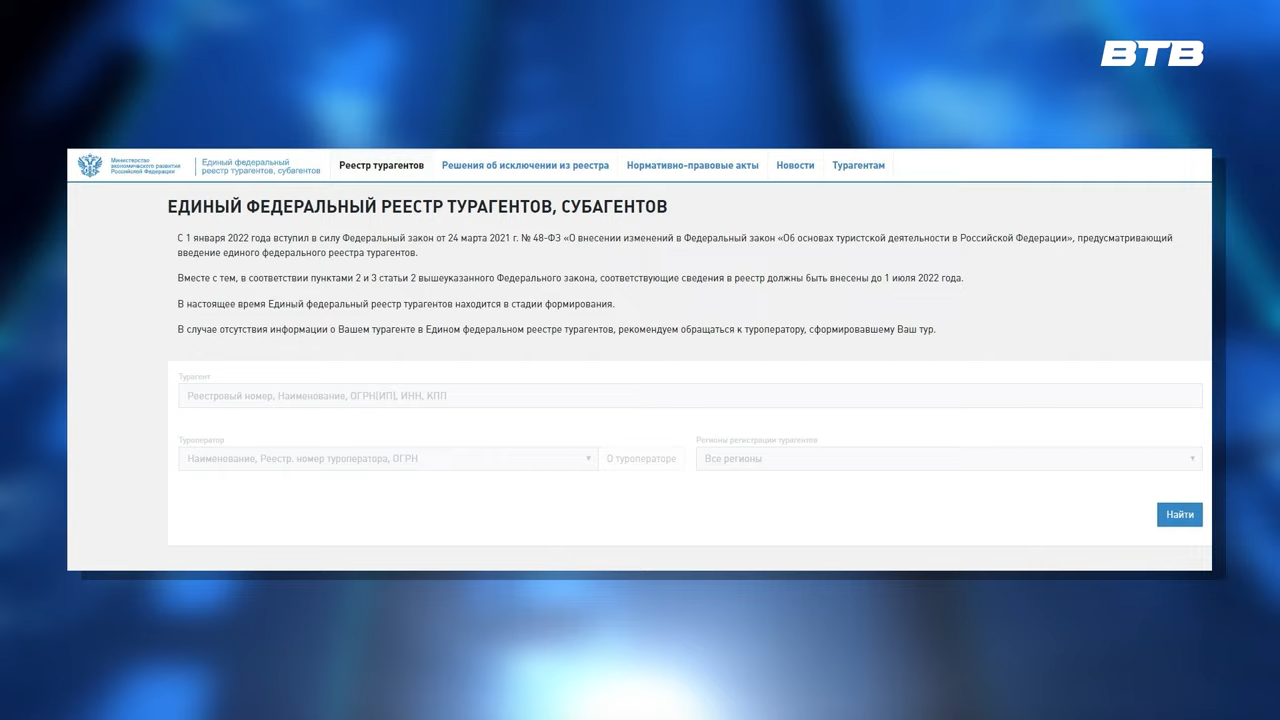 ВТВ
Министерство
экономического развития
Российской Федерации
Единый федеральный
реестр турагентов, субагентов
Реестр турагентов
Решения об исключении из реестра
Нормативно-правовые акты
Новости
Турагентам
ЕДИНЫЙ ФЕДЕРАЛЬНЫЙ РЕЕСТР ТУРАГЕНТОВ, СУБАГЕНТОВ
С 1 января 2022 года вступил в силу Федеральный закон от 24 марта 2021 г. № 48-ФЗ «О внесении изменений в Федеральный закон «Об основах туристской деятельности в Российской Федерации», предусматривающий
введение единого федерального реестра турагентов.
Вместе с тем, в соответствии пунктами 2 и 3 статьи 2 вышеуказанного Федерального закона, соответствующие сведения в реестр должны быть внесены до 1 июля 2022 года.
В настоящее время Единый федеральный реестр турагентов находится в стадии формирования.
В случае отсутствия информации о Вашем турагенте в Едином федеральном реестре турагентов, рекомендуем обращаться к туроператору, сформировавшему Ваш тур.
Турагент
Реестровый номер, Наименование, ОГРН(ИП), ИНН, КПП
Туроператор
Регионы регистрации турагентов
Наименование, Реестр. номер туроператора, ОГРН
О туроператоре
Все регионы
Найти